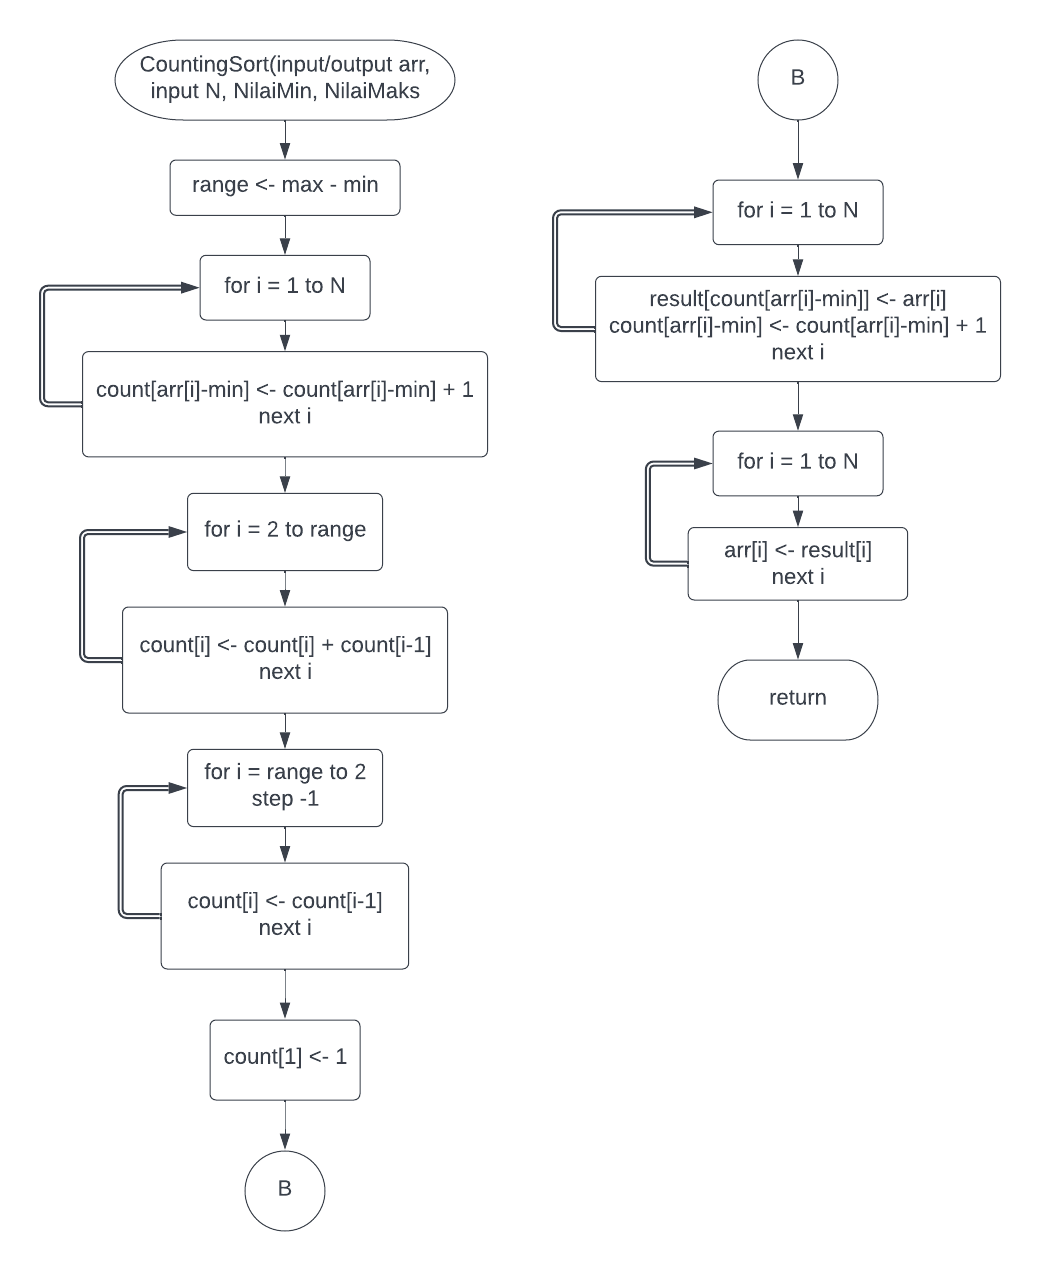 CountingSort(input/output arr,
input N, NilaiMin, NilaiMaks
range <- max - min
for i = 1 to N
count[arr[i]-min] <- count[arr[i]-min] + 1
next i
for i = 2 to range
count[i] <- count[i] + count[i-1]
next i
for i = range to 2
step -1
count[i] <- count[i-1]
next i
count[1] <- 1
B
B
for i = 1 to N
result[count[arr[i]-min]] <- arr[i]
count[arr[i]-min] <- count[arr[i]-min] + 1
next i
for i = 1 to N
arr[i] <- result[i]
next i
return